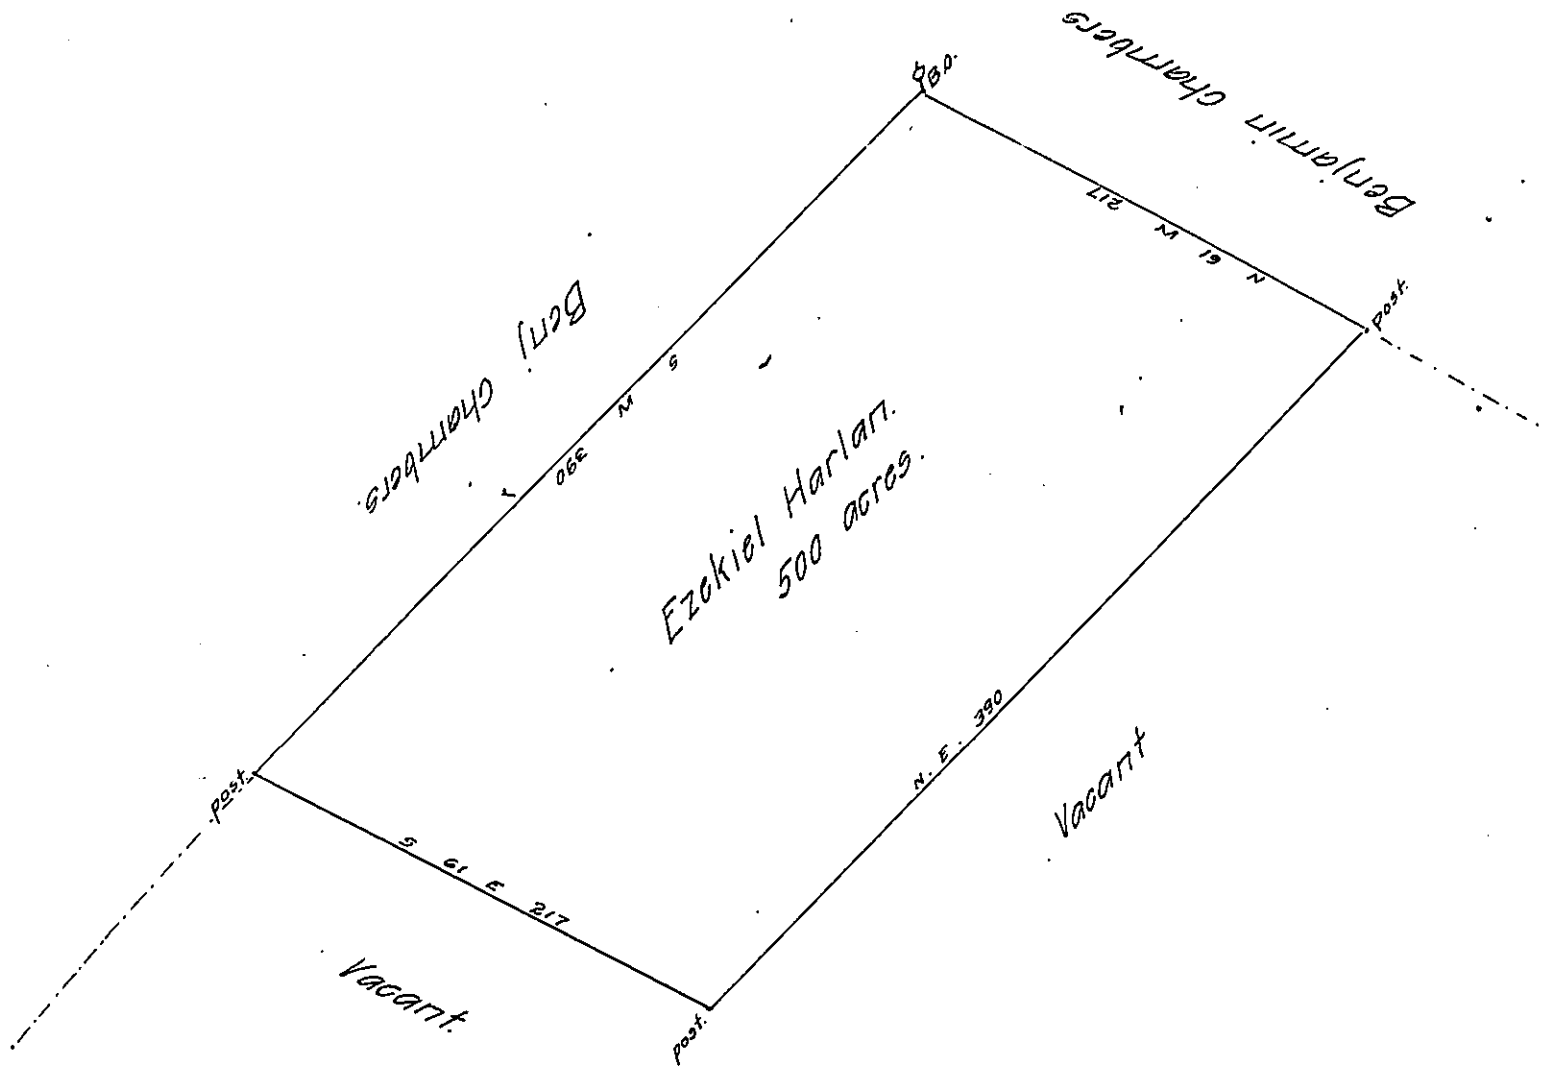 B.O.
Benjamin Chambers
N 61 W 217
post.
Benj Chambers.
S W 390
Ezekiel Harlan.
500 acres.
N. E. 390
Vacant
post.
S 61 E 217
Vacant.
post.